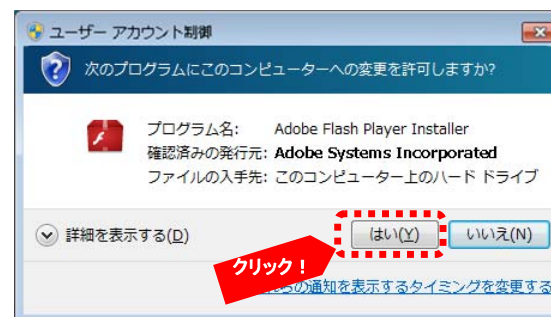 ユーザー アカウント制御
次のプログラムにこのコンピューターへの変更を許可しますか?
プログラム名: Adobe Flash Player Installer
確認済みの発行元: Adobe Systems Incorporated
ファイルの入手先: このコンピューター上のハード ドライブ
詳細を表示する(D)
はい(Y)
いいえ(N)
クリック!
らの通知を表示するタイミングを変更する